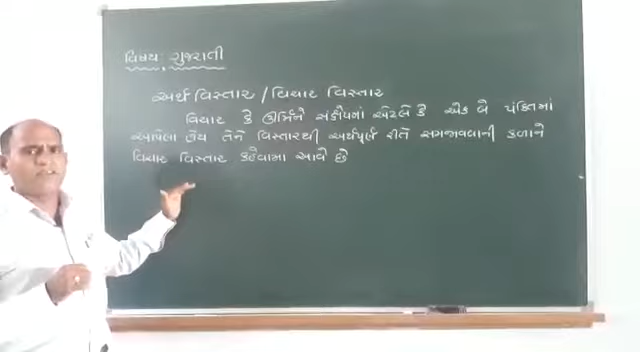 વિષય: ગુજરાતી
અર્થ વિસ્તાર / વિચાર વિસ્તાર
વિચાર કે ઊર્મિને સંક્ષેપમાં એટલે કે એક બે પંક્તિમાં
આપેલા હોય તેને વિસ્તારથી અર્થપૂર્ણ રીતે સમજાવવાની કળાને
વિચાર વિસ્તાર કહેવામા આવે છે